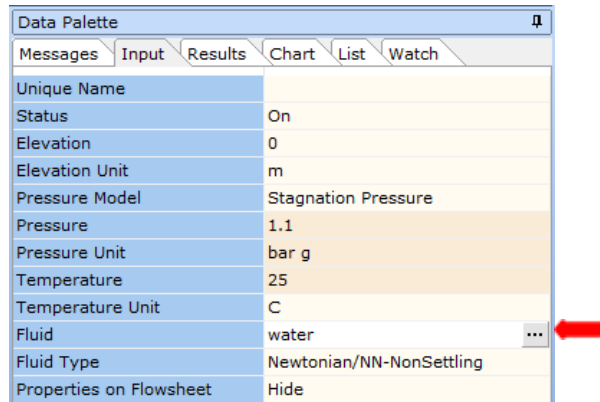 Data Palette
Messages Input Results Chart List Watch
Unique Name
Status On
Elevation 0
Elevation Unit m
Pressure Model Stagnation Pressure
Pressure 1.1
Pressure Unit bar g
Temperature 25
Temperature Unit C
Fluid water ...
Fluid Type Newtonian/NN-NonSettling
Properties on Flowsheet Hide